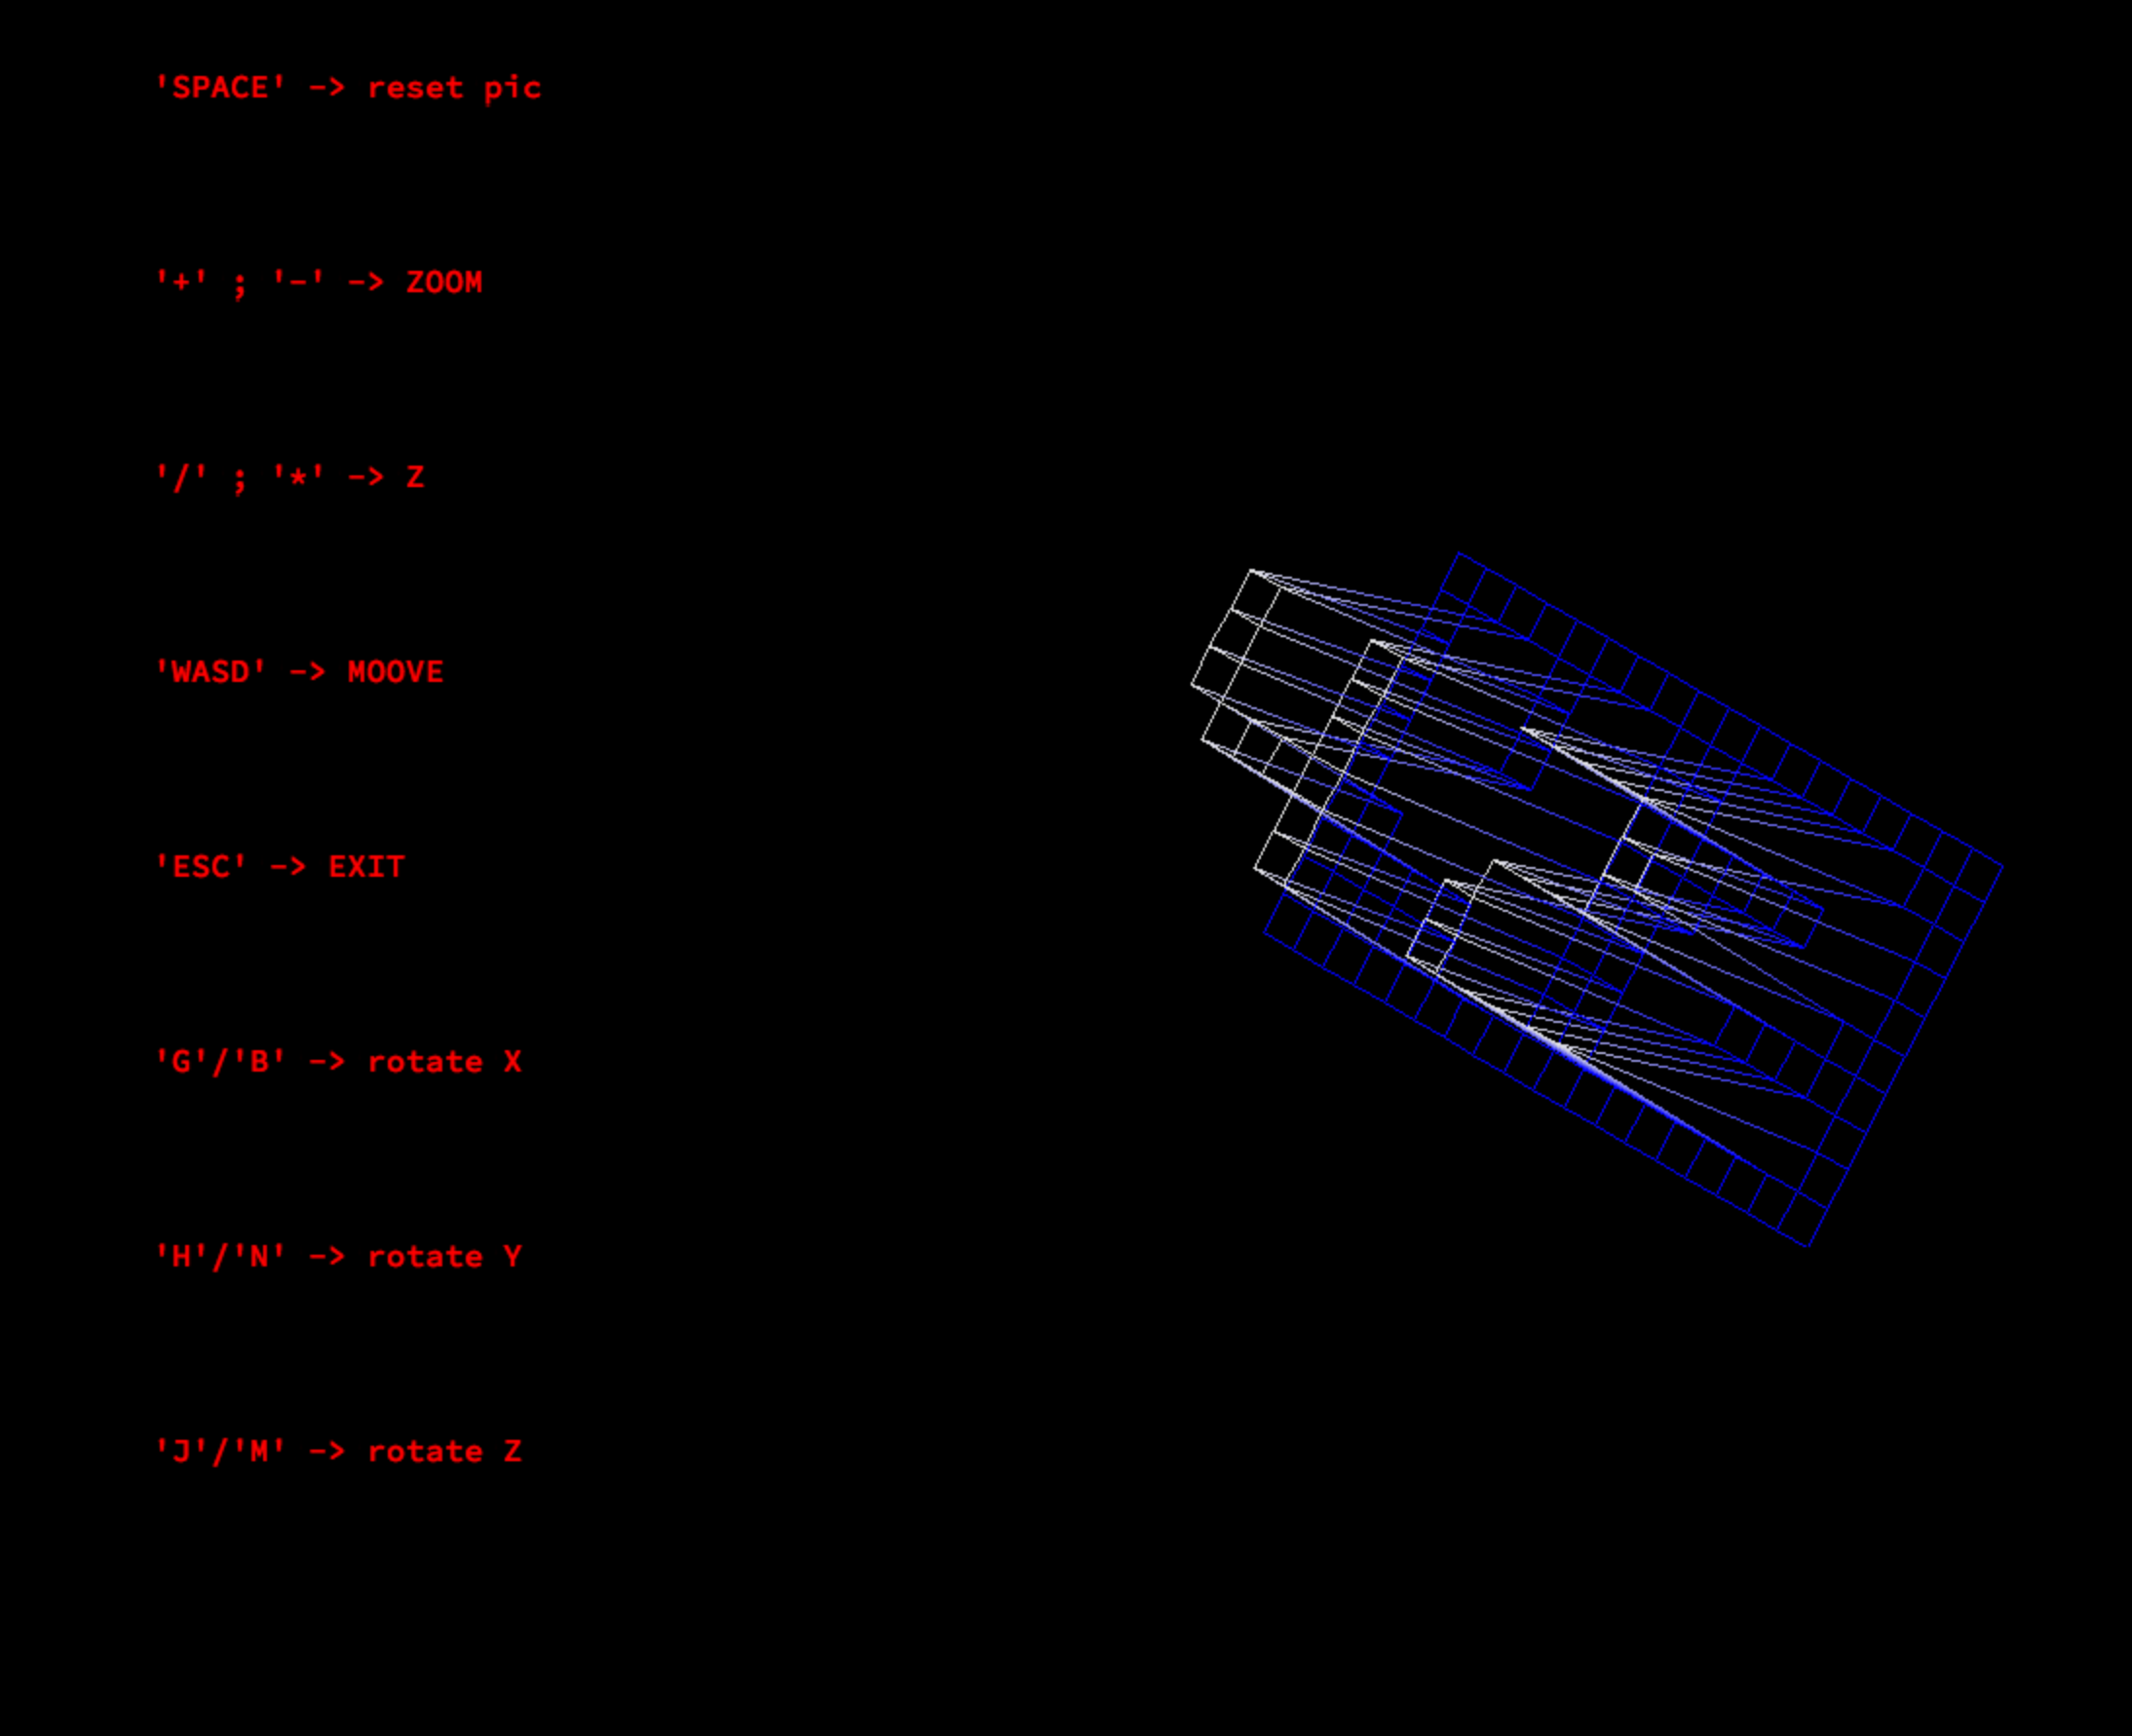 'SPACE' -> reset pic
'+' ; '-' -> ZOOM
'/' ; '*' -> Z
'WASD' -> MOOVE
'ESC' -> EXIT
'G'/'B' -> rotate X
'H'/'N' -> rotate Y
'J'/'M' -> rotate Z